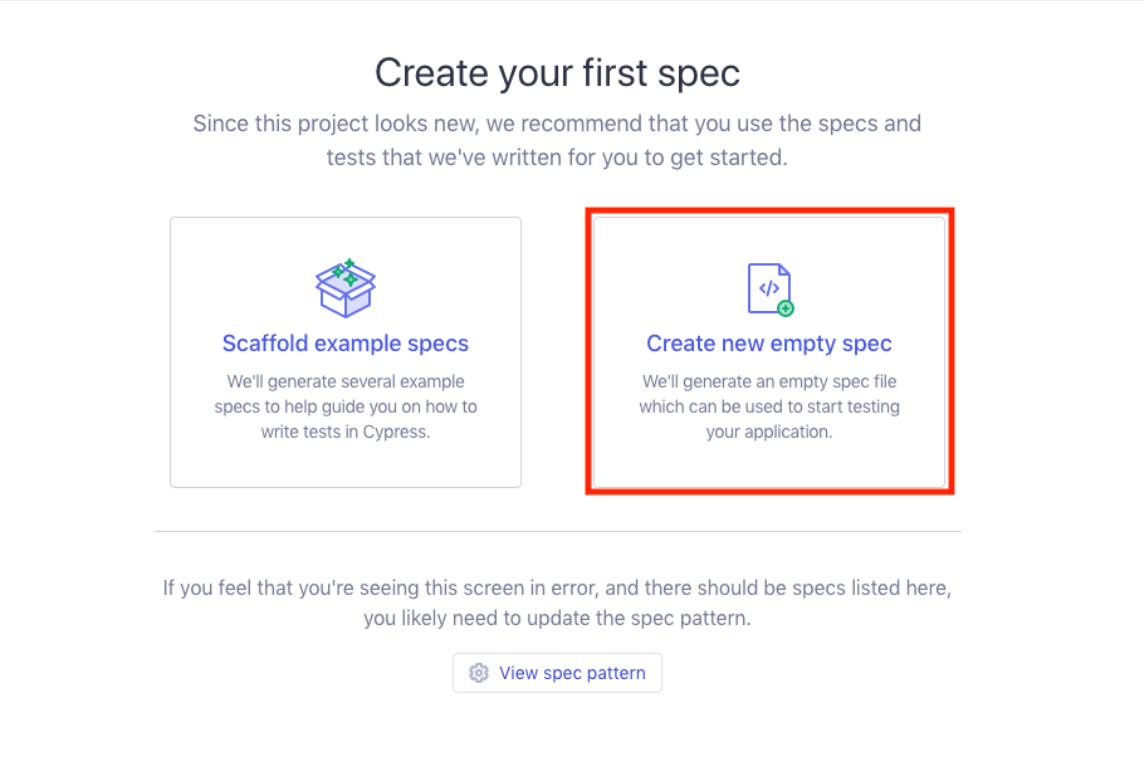 Create your first spec
Since this project looks new, we recommend that you use the specs and
tests that we've written for you to get started.
Scaffold example specs
We'll generate several example
specs to help guide you on how to
write tests in Cypress.
</>
Create new empty spec
We'll generate an empty spec file
which can be used to start testing
your application.
If you feel that you're seeing this screen in error, and there should be specs listed here,
you likely need to update the spec pattern.
View spec pattern